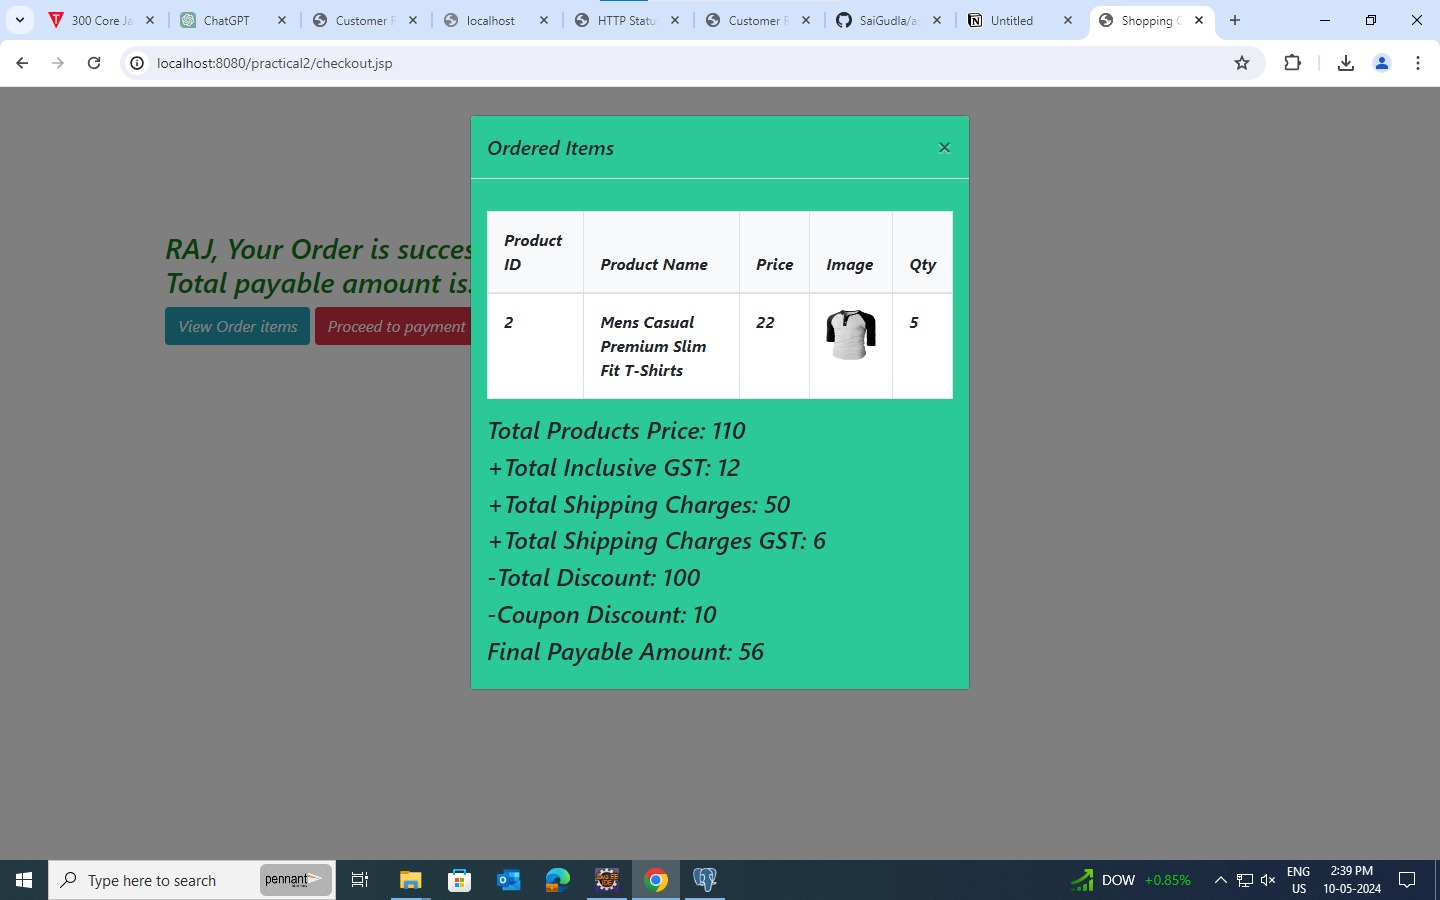 300 Core Ja
ChatGPT
Customer R
localhost
HTTP Statu
Customer R
SaiGudla/a
Untitled
Shopping C
localhost:8080/practical2/checkout.jsp
Ordered Items
×
RAJ, Your Order is succes
Total payable amount is:
View Order items
Proceed to payment
Product ID Product Name Price Image Qty
2 Mens Casual 22 5
Premium Slim
Fit T-Shirts
Total Products Price: 110
+Total Inclusive GST: 12
+Total Shipping Charges: 50
+Total Shipping Charges GST: 6
-Total Discount: 100
-Coupon Discount: 10
Final Payable Amount: 56
Type here to search
pennant
DOW +0.85%
ENG
US
2:39 PM
10-05-2024